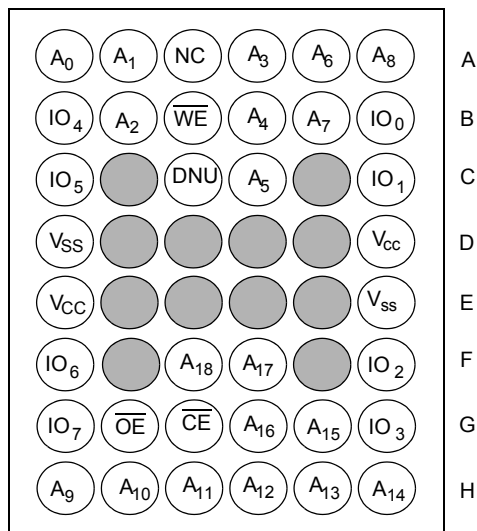 A0 A1 NC A3 A6 A8 A
IO4 A2 WE A4 A7 IO0 B
IO5 DNU A5 IO1 C
VSS Vcc D
VCC Vss E
IO6 A18 A17 IO2 F
IO7 OE CE A16 A15 IO3 G
A9 A10 A11 A12 A13 A14 H